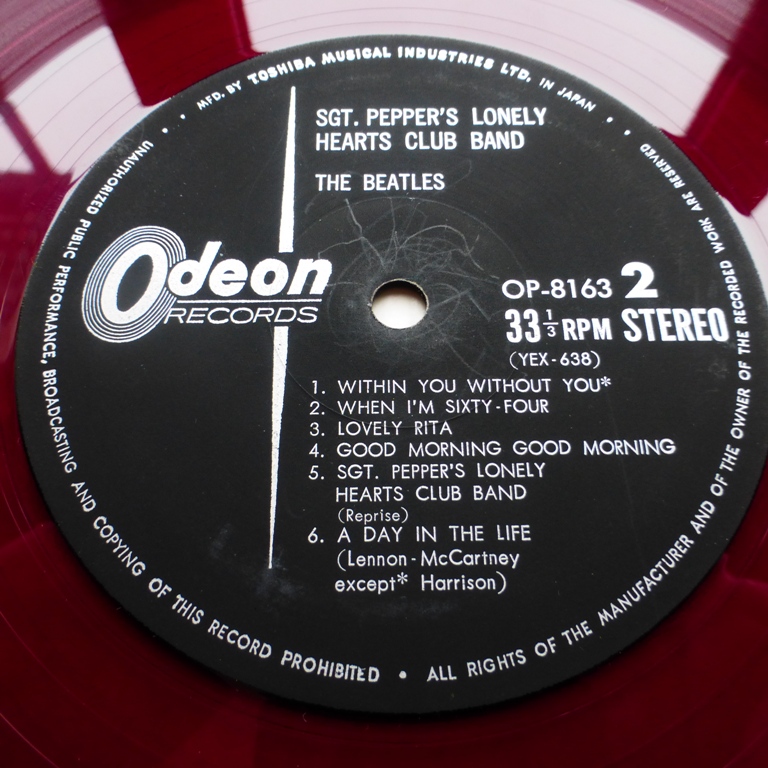 • • MFD. BY TOSHIBA MUSICAL INDUSTRIES LTD. IN JAPAN • •
SGT. PEPPER'S LONELY
HEARTS CLUB BAND
THE BEATLES
Odeon
RECORDS
OP-8163 2
33⅓ RPM STEREO
(YEX-638)
1. WITHIN YOU WITHOUT YOU*
2. WHEN I'M SIXTY-FOUR
3. LOVELY RITA
4. GOOD MORNING GOOD MORNING
5. SGT. PEPPER'S LONELY
HEARTS CLUB BAND
(Reprise)
6. A DAY IN THE LIFE
(Lennon-McCartney
except* Harrison)
UNAUTHORIZED PUBLIC PERFORMANCE, BROADCASTING AND COPYING OF THIS RECORD PROHIBITED • ALL RIGHTS OF THE MANUFACTURER AND OF THE OWNER OF THE RECORDED WORK ARE RESERVED